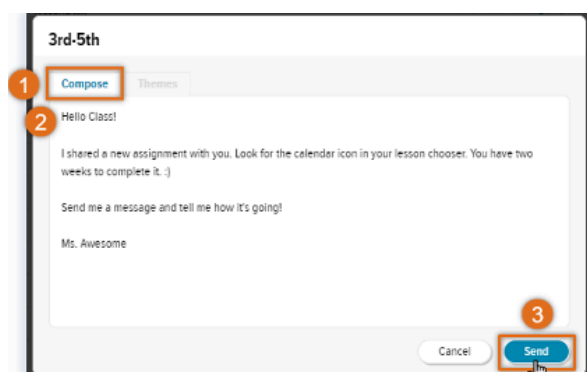 3rd-5th
1
Compose
Themes
2
Hello Class!
I shared a new assignment with you. Look for the calendar icon in your lesson chooser. You have two
weeks to complete it. :)
Send me a message and tell me how it's going!
Ms. Awesome
3
Cancel
Send